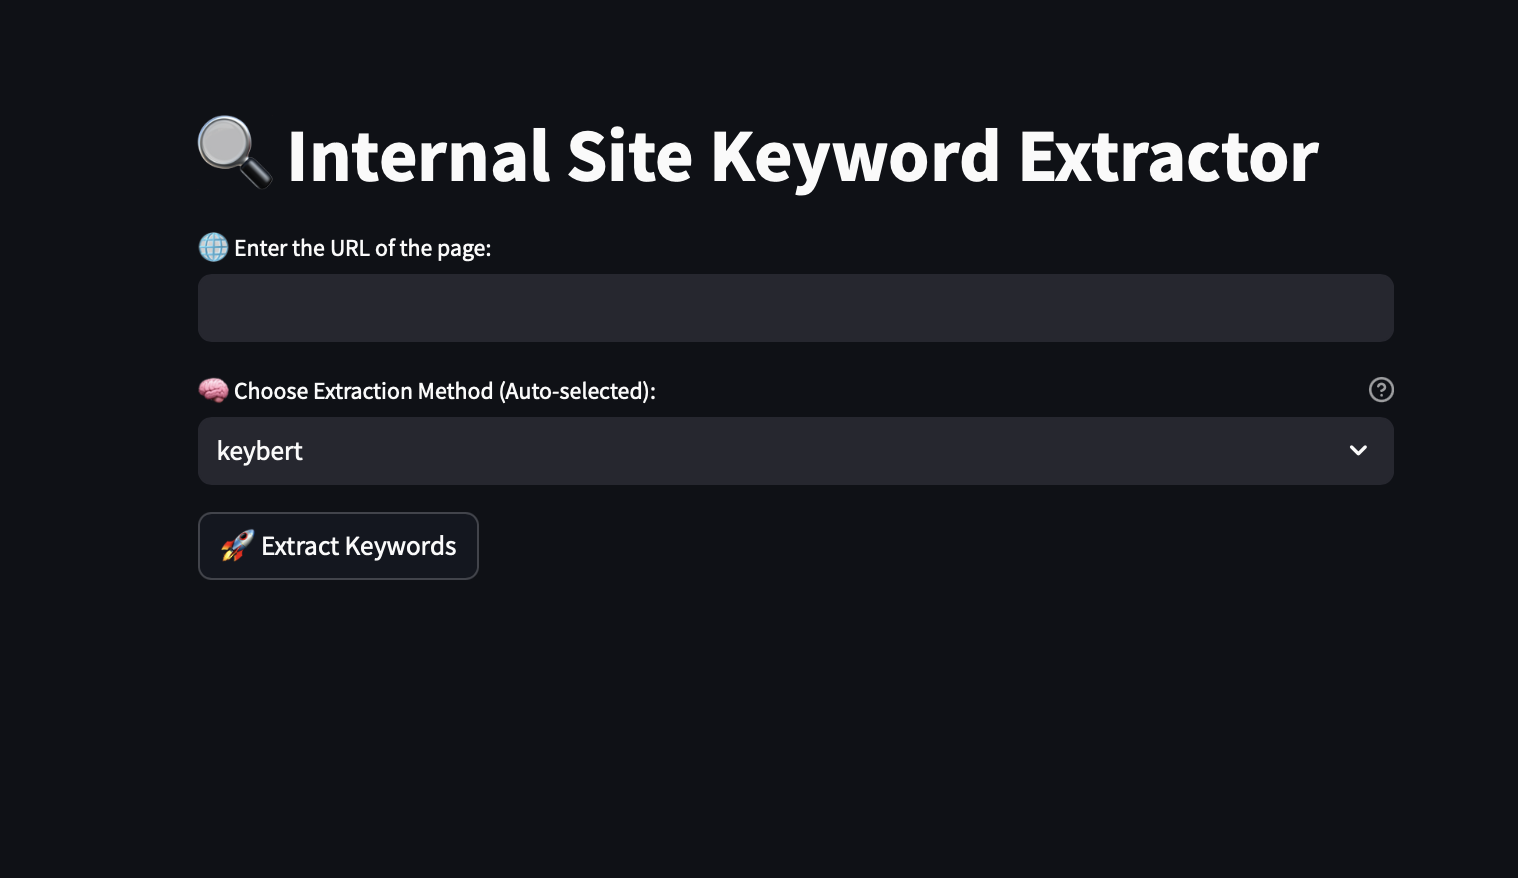 🔍 Internal Site Keyword Extractor
🌐 Enter the URL of the page:
🧠 Choose Extraction Method (Auto-selected):
keybert
🚀 Extract Keywords